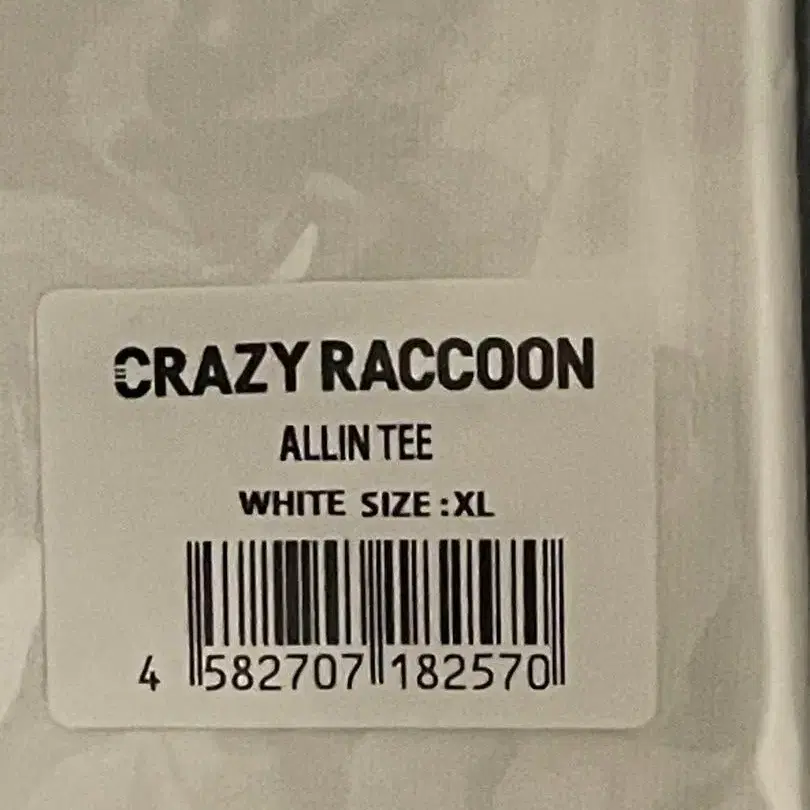 CRAZY RACCOON
ALLIN TEE
WHITE SIZE:XL
4 582707 182570